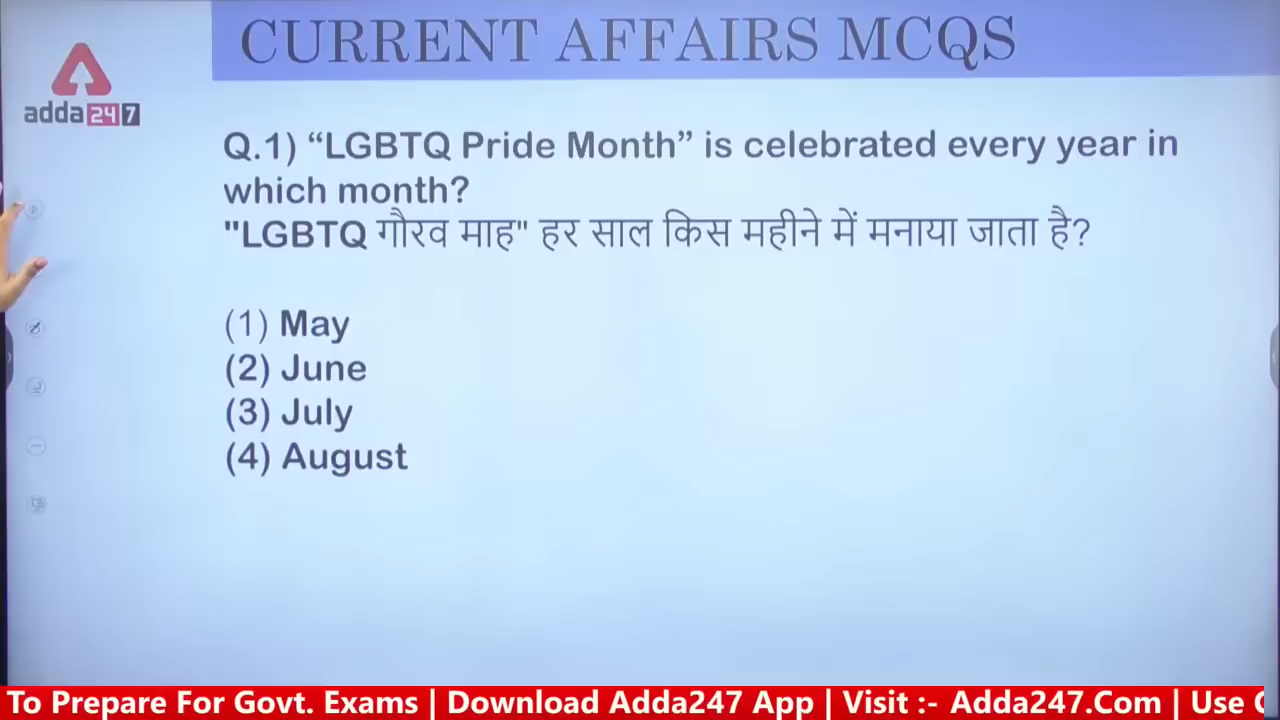 CURRENT AFFAIRS MCQS
adda247
Q.1) “LGBTQ Pride Month” is celebrated every year in
which month?
"LGBTQ गौरव माह" हर साल किस महीने में मनाया जाता है?
(1) May
(2) June
(3) July
(4) August
To Prepare For Govt. Exams | Download Adda247 App | Visit :- Adda247.Com | Use